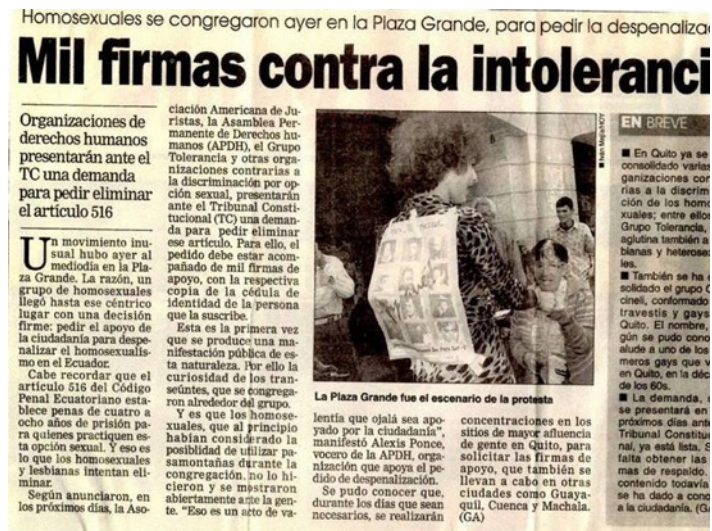 Homosexuales se congregaron ayer en la Plaza Grande, para pedir la despenaliza
Mil firmas contra la intoleranci
Organizaciones de
derechos humanos
presentarán ante el
TC una demanda
para pedir eliminar
el artículo 516
Un movimiento inu-
sual hubo ayer al
mediodía en la Pla-
za Grande. La razón, un
grupo de homosexuales
llegó hasta ese céntrico
lugar con una decisión
firme: pedir el apoyo de
la ciudadanía para despe-
nalizar el homosexualis-
mo en el Ecuador.
Cabe recordar que el
artículo 516 del Código
Penal Ecuatoriano esta-
blece penas de cuatro a
ocho años de prisión pa-
ra quienes practiquen es-
ta opción sexual. Y eso es
lo que los homosexuales
y lesbianas intentan eli-
minar.
Según anunciaron, en
los próximos días, la Aso-
ciación Americana de Ju-
ristas, la Asamblea Per-
manente de Derechos hu-
manos (APDH), el Grupo
Tolerancia y otras orga-
nizaciones contrarias a
la discriminación por op-
ción sexual, presentarán
ante el Tribunal Consti-
tucional (TC) una deman-
da para pedir eliminar
ese artículo. Para ello, el
pedido debe estar acom-
pañado de mil firmas de
apoyo, con la respectiva
copia de la cédula de
identidad de la persona
que la suscribe.
Esta es la primera vez
que se produce una ma-
nifestación pública de es-
ta naturaleza. Por ello la
curiosidad de los tran-
seúntes, que se congrega-
ron alrededor del grupo.
Y es que los homose-
xuales, que al principio
habían considerado la
posiblidad de utilizar pa-
samontañas durante la
congregación, no lo hi-
cieron y se mostraron
abiertamente ante la gen-
te. "Eso es un acto de va-
Iván Mejía/HOY
La Plaza Grande fue el escenario de la protesta
lentía que ojalá sea apo-
yado por la ciudadanía",
manifestó Alexis Ponce,
vocero de la APDH, orga-
nización que apoya el pe-
dido de despenalización.
Se pudo conocer que,
durante los días que sean
necesarios, se realizarán
concentraciones en los
sitios de mayor afluencia
de gente en Quito, para
solicitar las firmas de
apoyo, que también se
llevan a cabo en otras
ciudades como Guaya-
quil, Cuenca y Machala.
(GA)
EN BREVE
■ En Quito ya se
consolidado varias
ganizaciones con
rias a la discrim
ción de los homo
xuales; entre ellos
Grupo Tolerancia,
aglutina también a
bianas y heterosex
les.
■ También se ha c
solidado el grupo C
cineli, conformado
travestis y gays
Quito. El nombre,
gún se pudo cono
alude a uno de los
meros gays que v
en Quito, en la déc
de los 60s.
■ La demanda,
se presentará en
próximos días ante
Tribunal Constituc
nal, ya está lista. S
falta obtener las
mas de respaldo.
contenido todavía
se ha dado a cono
a la ciudadanía. (GA